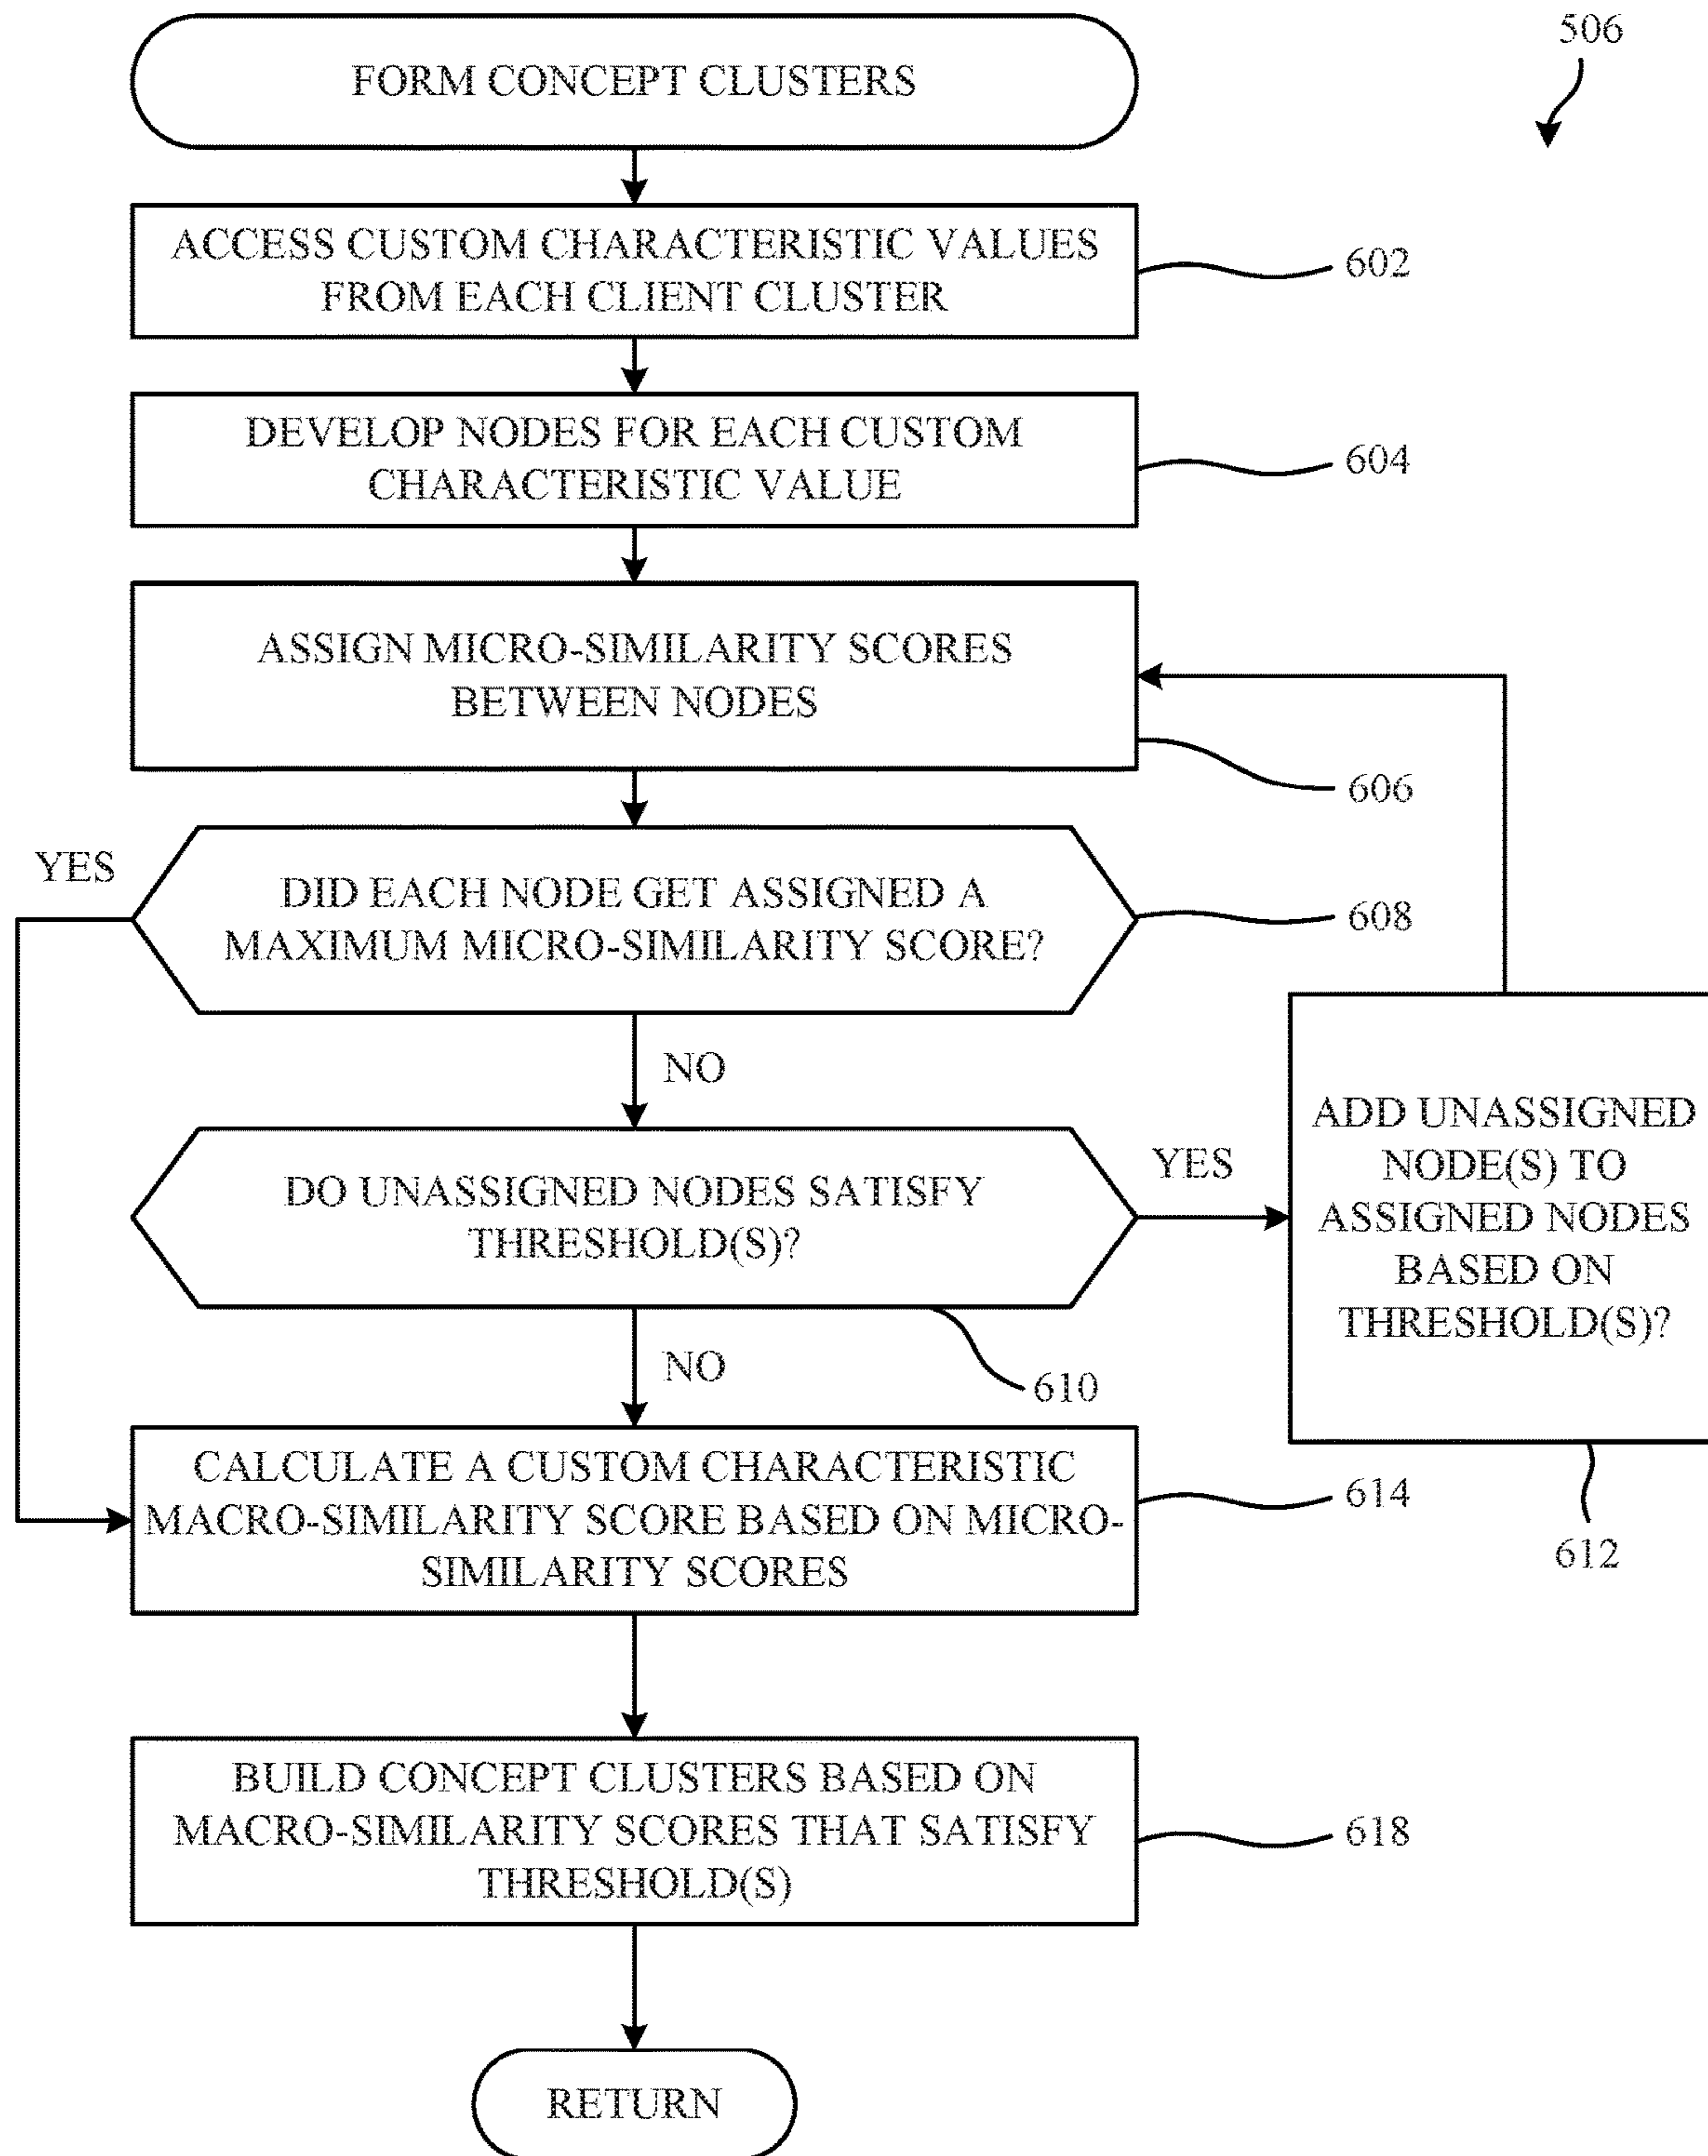 FORM CONCEPT CLUSTERS
506
ACCESS CUSTOM CHARACTERISTIC VALUES
FROM EACH CLIENT CLUSTER
602
DEVELOP NODES FOR EACH CUSTOM
CHARACTERISTIC VALUE
604
ASSIGN MICRO-SIMILARITY SCORES
BETWEEN NODES
606
YES
DID EACH NODE GET ASSIGNED A
MAXIMUM MICRO-SIMILARITY SCORE?
608
NO
DO UNASSIGNED NODES SATISFY
THRESHOLD(S)?
610
YES
ADD UNASSIGNED
NODE(S) TO
ASSIGNED NODES
BASED ON
THRESHOLD(S)?
612
NO
CALCULATE A CUSTOM CHARACTERISTIC
MACRO-SIMILARITY SCORE BASED ON MICRO-
SIMILARITY SCORES
614
BUILD CONCEPT CLUSTERS BASED ON
MACRO-SIMILARITY SCORES THAT SATISFY
THRESHOLD(S)
618
RETURN